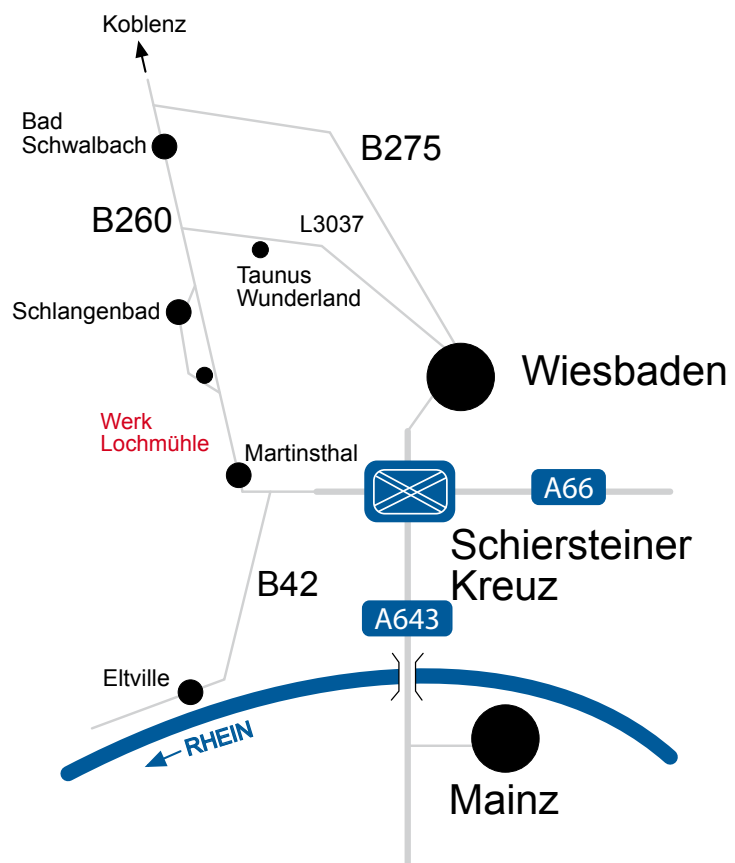 Koblenz
Bad
Schwalbach
B275
B260
L3037
Taunus
Wunderland
Schlangenbad
Wiesbaden
Werk
Lochmühle
Martinsthal
A66
Schiersteiner
Kreuz
B42
A643
Eltville
RHEIN
Mainz